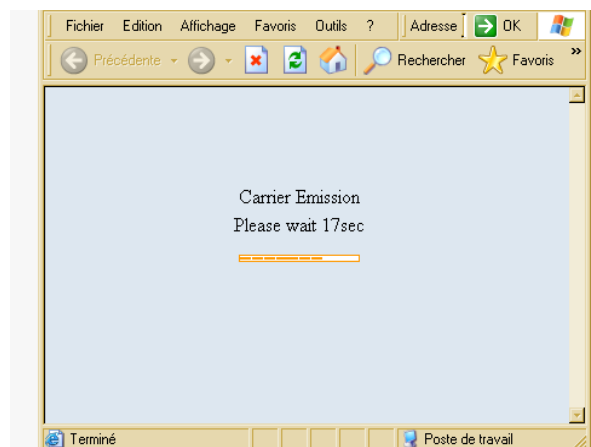 Fichier Edition Affichage Favoris Outils ? Adresse OK
Précédente Rechercher Favoris »
Carrier Emission
Please wait 17sec
Terminé Poste de travail